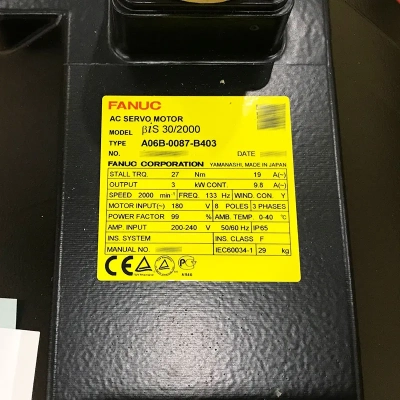 FANUC
AC SERVO MOTOR
MODEL βiS 30/2000
TYPE A06B-0087-B403
NO. DATE
FANUC CORPORATION YAMANASHI, MADE IN JAPAN
STALL TRQ. 27 Nm 19 A(~)
OUTPUT 3 kW CONT. 9.8 A(~)
SPEED 2000 min⁻¹ FREQ. 133 Hz WIND. CON. Y
MOTOR INPUT(~) 180 V 8 POLES 3 PHASES
POWER FACTOR 99 % AMB. TEMP. 0-40 ℃
AMP. INPUT 200-240 V 50/60 Hz IP65
INS. SYSTEM INS. CLASS F
MANUAL NO. IEC60034-1 29 kg
CE